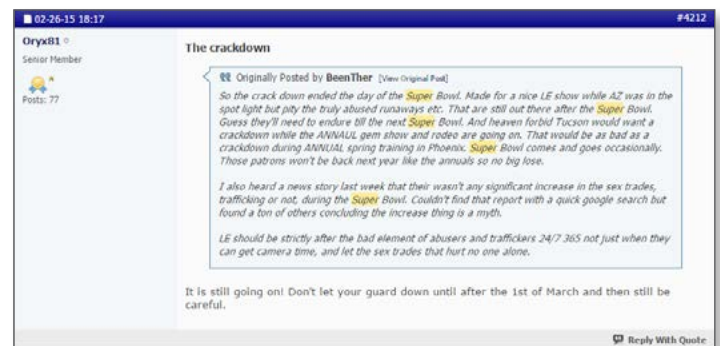 02-26-15 18:17 #4212
Oryx81
Senior Member
Posts: 77
The crackdown
Originally Posted by BeenTher [View Original Post]
So the crack down ended the day of the Super Bowl. Made for a nice LE show while AZ was in the
spot light but pity the truly abused runaways etc. That are still out there after the Super Bowl.
Guess they'll need to endure till the next Super Bowl. And heaven forbid Tucson would want a
crackdown while the ANNAUL gem show and rodeo are going on. That would be as bad as a
crackdown during ANNUAL spring training in Phoenix. Super Bowl comes and goes occasionally.
Those patrons won't be back next year like the annuals so no big lose.
I also heard a news story last week that their wasn't any significant increase in the sex trades,
trafficking or not, during the Super Bowl. Couldn't find that report with a quick google search but
found a ton of others concluding the increase thing is a myth.
LE should be strictly after the bad element of abusers and traffickers 24/7 365 not just when they
can get camera time, and let the sex trades that hurt no one alone.
It is still going on! Don't let your guard down until after the 1st of March and then still be
careful.
Reply With Quote